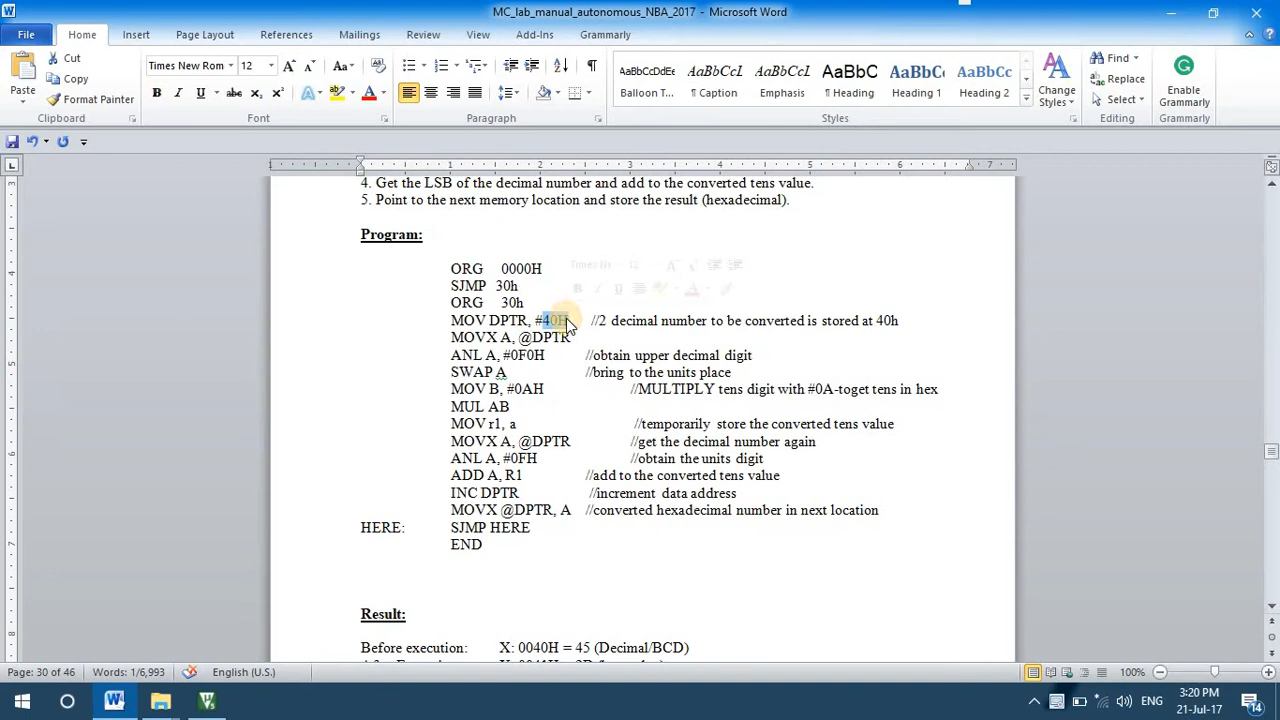 MC_lab_manual_autonomous_NBA_2017 - Microsoft Word
File Home Insert Page Layout References Mailings Review View Add-Ins Grammarly
Paste Cut Copy Format Painter
Times New Rom 12
AaBbCcDdEe AaBbCcI AaBbCcI AaBbC AaBbC AaBbCc
Balloon T... ¶ Caption Emphasis ¶ Heading Heading 1 Heading 2
Change Styles
Find Replace Select
Enable Grammarly
Clipboard Font Paragraph Styles Editing Grammarly
4. Get the LSB of the decimal number and add to the converted tens value.
5. Point to the next memory location and store the result (hexadecimal).
Program:
ORG 0000H
SJMP 30h
ORG 30h
MOV DPTR, #40H //2 decimal number to be converted is stored at 40h
MOVX A, @DPTR
ANL A, #0F0H //obtain upper decimal digit
SWAP A //bring to the units place
MOV B, #0AH //MULTIPLY tens digit with #0A-toget tens in hex
MUL AB
MOV r1, a //temporarily store the converted tens value
MOVX A, @DPTR //get the decimal number again
ANL A, #0FH //obtain the units digit
ADD A, R1 //add to the converted tens value
INC DPTR //increment data address
MOVX @DPTR, A //converted hexadecimal number in next location
HERE: SJMP HERE
END
Result:
Before execution: X: 0040H = 45 (Decimal/BCD)
Page: 30 of 46 Words: 1/6,993 English (U.S.) 100%
ENG 3:20 PM
21-Jul-17 14